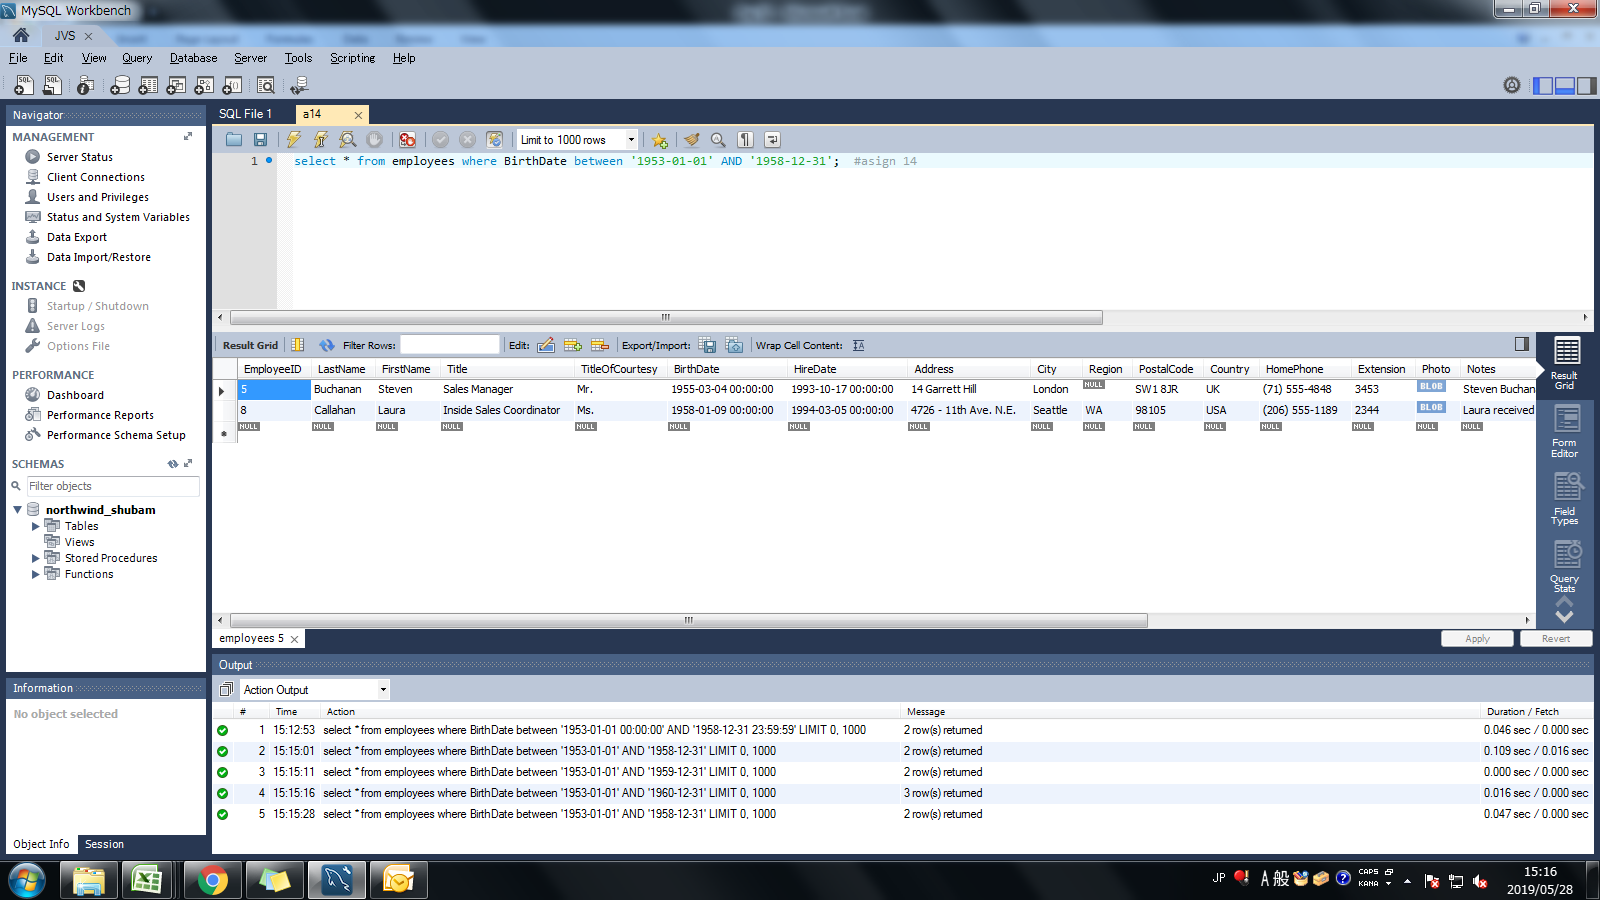 MySQL Workbench
JVS
File Edit View Query Database Server Tools Scripting Help
Navigator
MANAGEMENT
Server Status
Client Connections
Users and Privileges
Status and System Variables
Data Export
Data Import/Restore
INSTANCE
Startup / Shutdown
Server Logs
Options File
PERFORMANCE
Dashboard
Performance Reports
Performance Schema Setup
SCHEMAS
Filter objects
northwind_shubam
Tables
Views
Stored Procedures
Functions
Information
No object selected
Object Info Session
SQL File 1 a14
Limit to 1000 rows
1 select * from employees where BirthDate between '1953-01-01' AND '1958-12-31'; #asign 14
Result Grid Filter Rows: Edit: Export/Import: Wrap Cell Content:
EmployeeID LastName FirstName Title TitleOfCourtesy BirthDate HireDate Address City Region PostalCode Country HomePhone Extension Photo Notes
5 Buchanan Steven Sales Manager Mr. 1955-03-04 00:00:00 1993-10-17 00:00:00 14 Garrett Hill London NULL SW1 8JR UK (71) 555-4848 3453 BLOB Steven Buchan
8 Callahan Laura Inside Sales Coordinator Ms. 1958-01-09 00:00:00 1994-03-05 00:00:00 4726 - 11th Ave. N.E. Seattle WA 98105 USA (206) 555-1189 2344 BLOB Laura received
NULL NULL NULL NULL NULL NULL NULL NULL NULL NULL NULL NULL NULL NULL NULL NULL
Result Grid
Form Editor
Field Types
Query Stats
employees 5
Apply Revert
Output
Action Output
# Time Action Message Duration / Fetch
1 15:12:53 select * from employees where BirthDate between '1953-01-01 00:00:00' AND '1958-12-31 23:59:59' LIMIT 0, 1000 2 row(s) returned 0.046 sec / 0.000 sec
2 15:15:01 select * from employees where BirthDate between '1953-01-01' AND '1958-12-31' LIMIT 0, 1000 2 row(s) returned 0.109 sec / 0.016 sec
3 15:15:11 select * from employees where BirthDate between '1953-01-01' AND '1959-12-31' LIMIT 0, 1000 2 row(s) returned 0.000 sec / 0.000 sec
4 15:15:16 select * from employees where BirthDate between '1953-01-01' AND '1960-12-31' LIMIT 0, 1000 3 row(s) returned 0.016 sec / 0.000 sec
5 15:15:28 select * from employees where BirthDate between '1953-01-01' AND '1958-12-31' LIMIT 0, 1000 2 row(s) returned 0.047 sec / 0.000 sec
JP A 般 CAPS KANA
15:16
2019/05/28